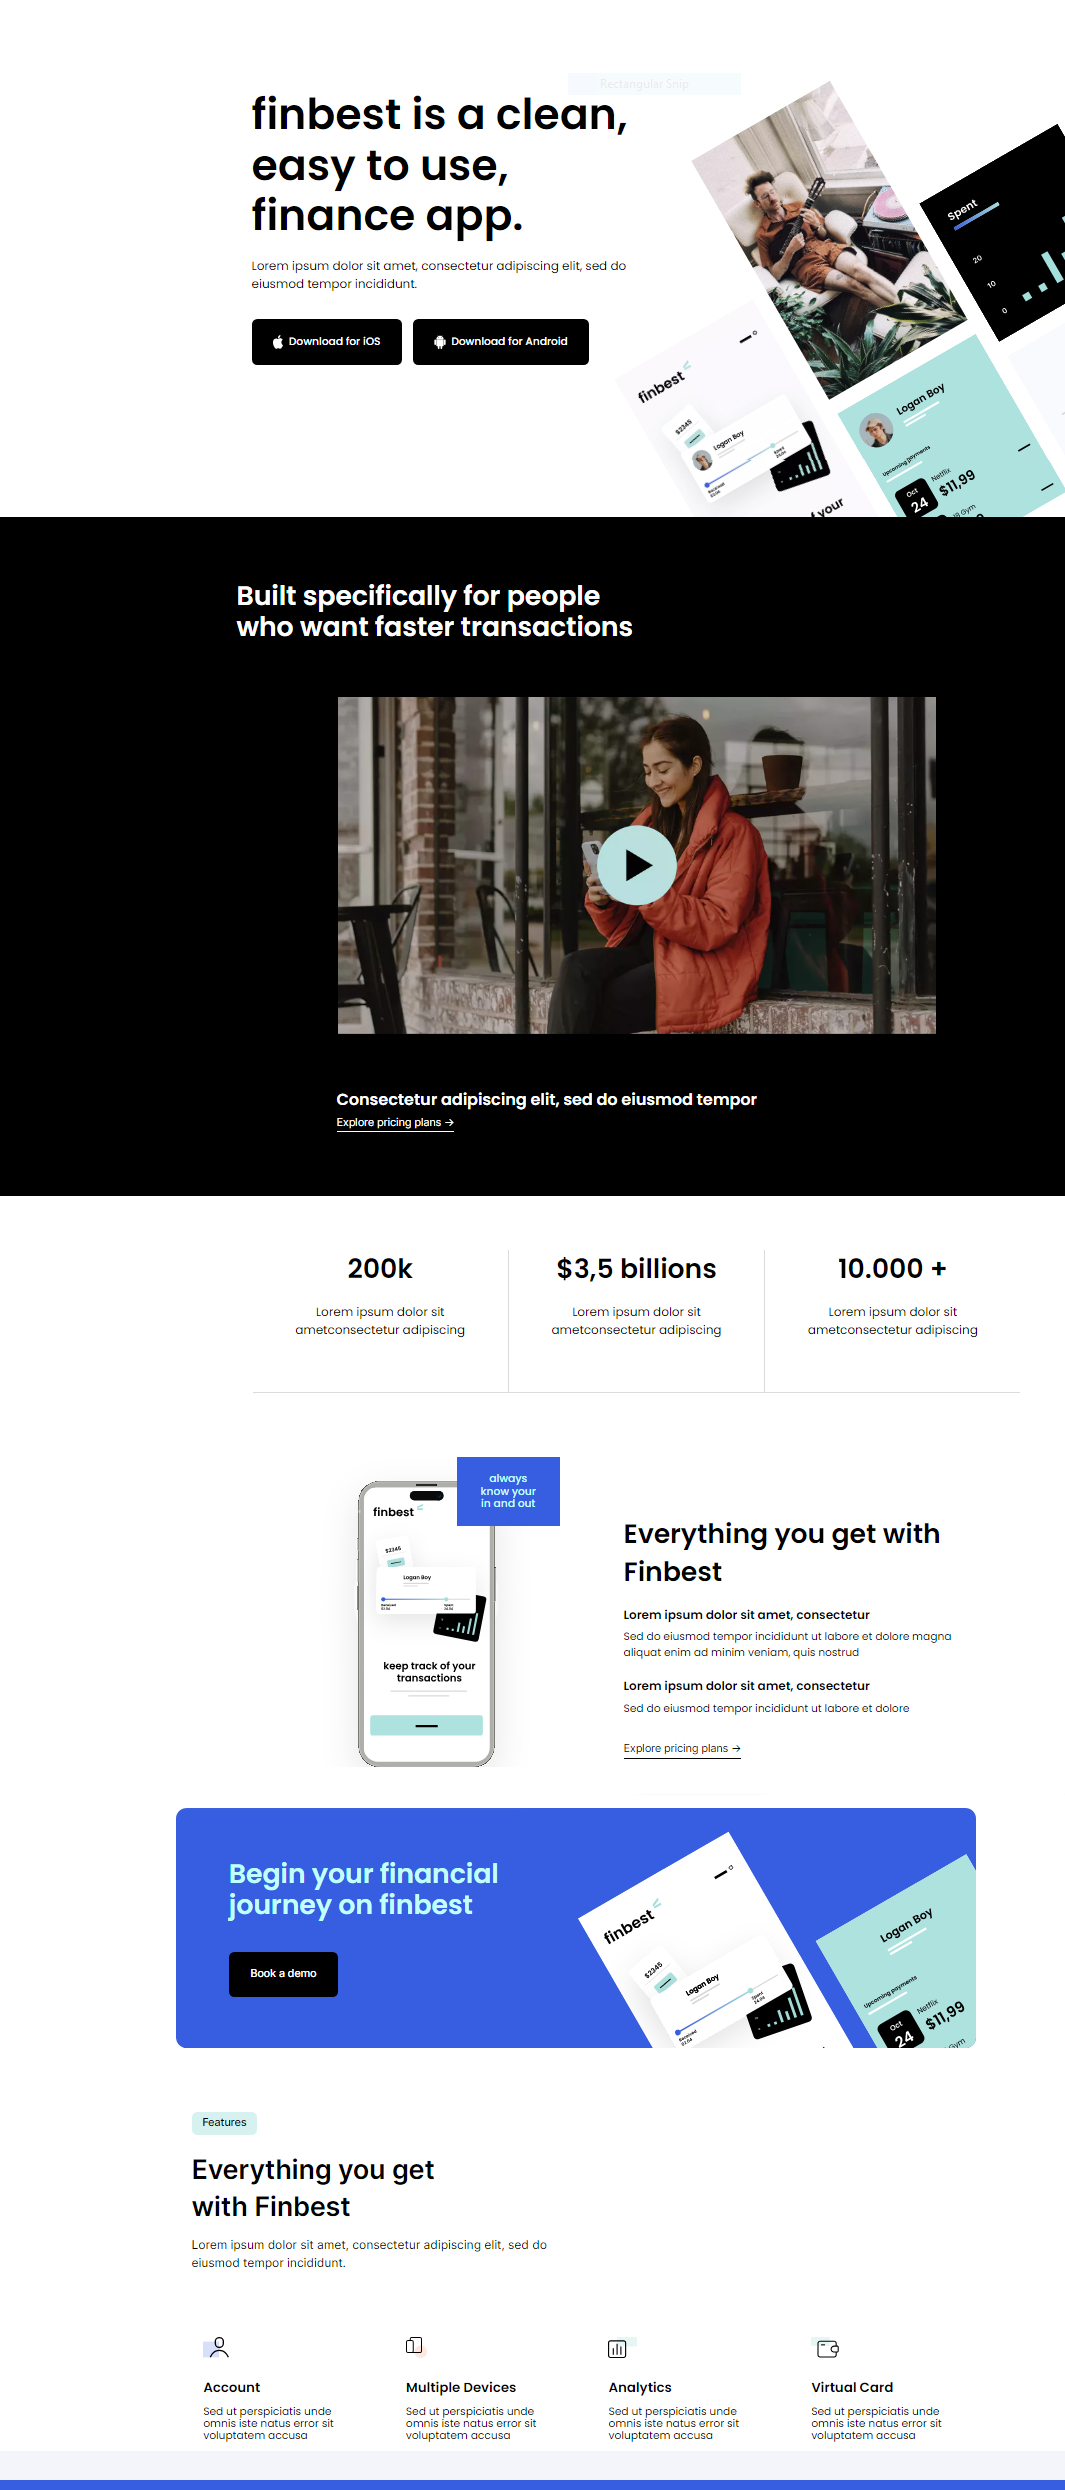 Rectangular Snip
finbest is a clean,
easy to use,
finance app.
Lorem ipsum dolor sit amet, consectetur adipiscing elit, sed do
eiusmod tempor incididunt.
Download for iOS
Download for Android
Spent
20
10
0
finbest
$2345
Logan Boy
Received
Spent
Logan Boy
Upcoming payments
Oct
24
Netflix
$11,99
Gym
of your
Built specifically for people
who want faster transactions
Consectetur adipiscing elit, sed do eiusmod tempor
Explore pricing plans →
200k
Lorem ipsum dolor sit
ametconsectetur adipiscing
$3,5 billions
Lorem ipsum dolor sit
ametconsectetur adipiscing
10.000 +
Lorem ipsum dolor sit
ametconsectetur adipiscing
always
know your
in and out
finbest
$2345
Logan Boy
Received
Spent
keep track of your
transactions
Everything you get with
Finbest
Lorem ipsum dolor sit amet, consectetur
Sed do eiusmod tempor incididunt ut labore et dolore magna
aliquat enim ad minim veniam, quis nostrud
Lorem ipsum dolor sit amet, consectetur
Sed do eiusmod tempor incididunt ut labore et dolore
Explore pricing plans →
Begin your financial
journey on finbest
Book a demo
finbest
$2345
Logan Boy
Received
Spent
Logan Boy
Upcoming payments
Oct
24
Netflix
$11,99
Gym
Features
Everything you get
with Finbest
Lorem ipsum dolor sit amet, consectetur adipiscing elit, sed do
eiusmod tempor incididunt.
Account
Sed ut perspiciatis unde
omnis iste natus error sit
voluptatem accusa
Multiple Devices
Sed ut perspiciatis unde
omnis iste natus error sit
voluptatem accusa
Analytics
Sed ut perspiciatis unde
omnis iste natus error sit
voluptatem accusa
Virtual Card
Sed ut perspiciatis unde
omnis iste natus error sit
voluptatem accusa